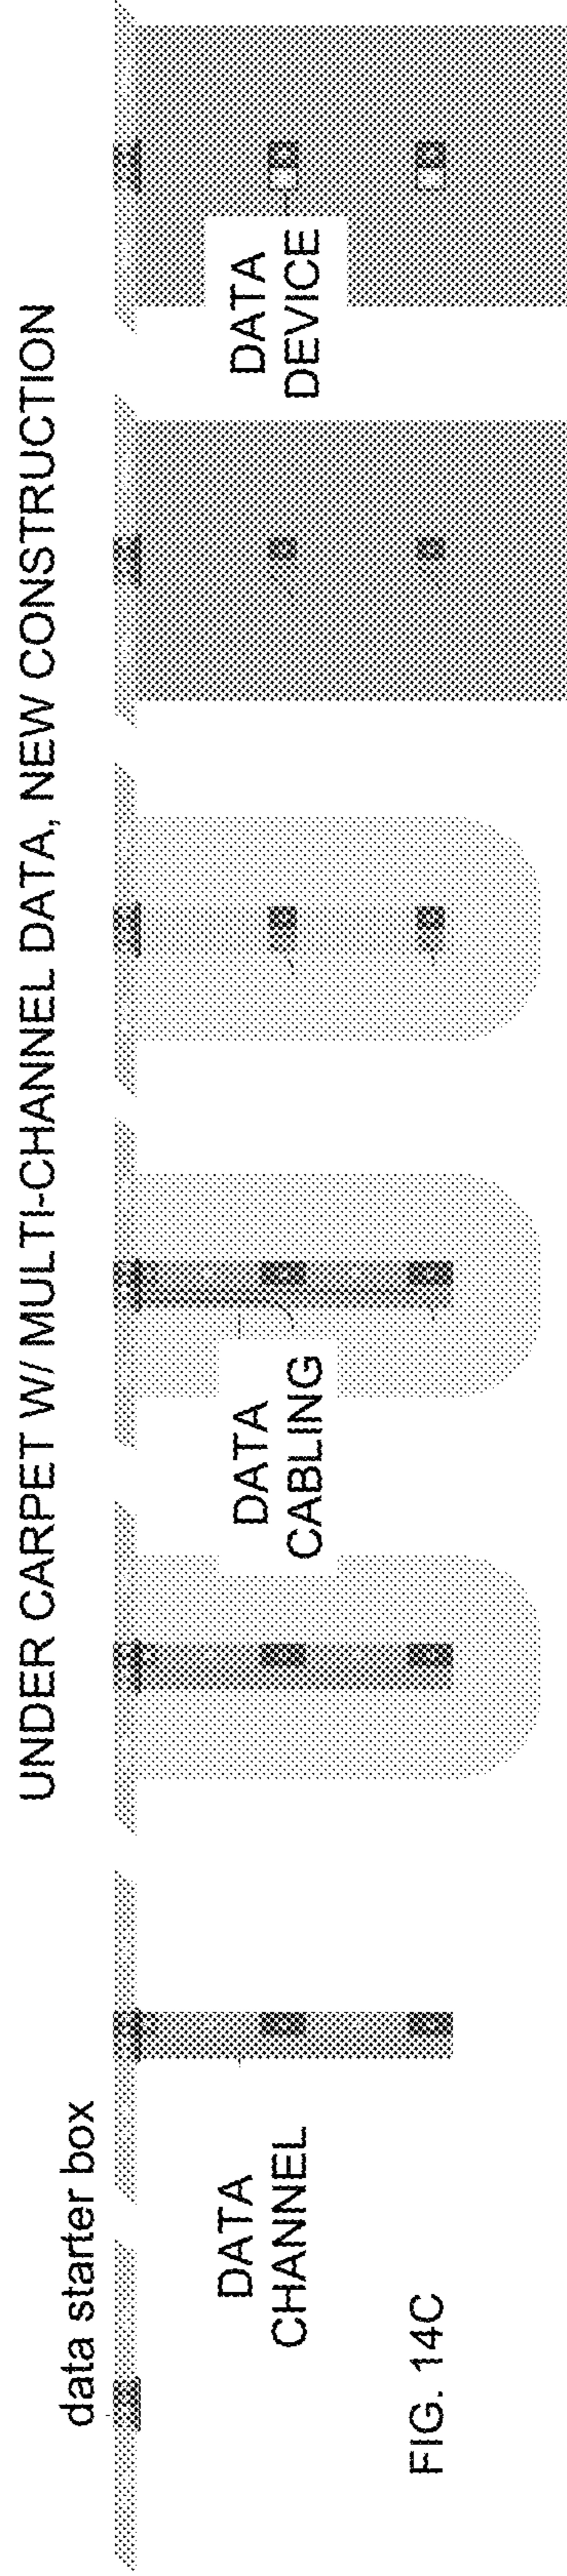 UNDER CARPET W/ MULTI-CHANNEL DATA, NEW CONSTRUCTION
data starter box
DATA
CHANNEL
DATA
CABLING
DATA
DEVICE
FIG. 14C